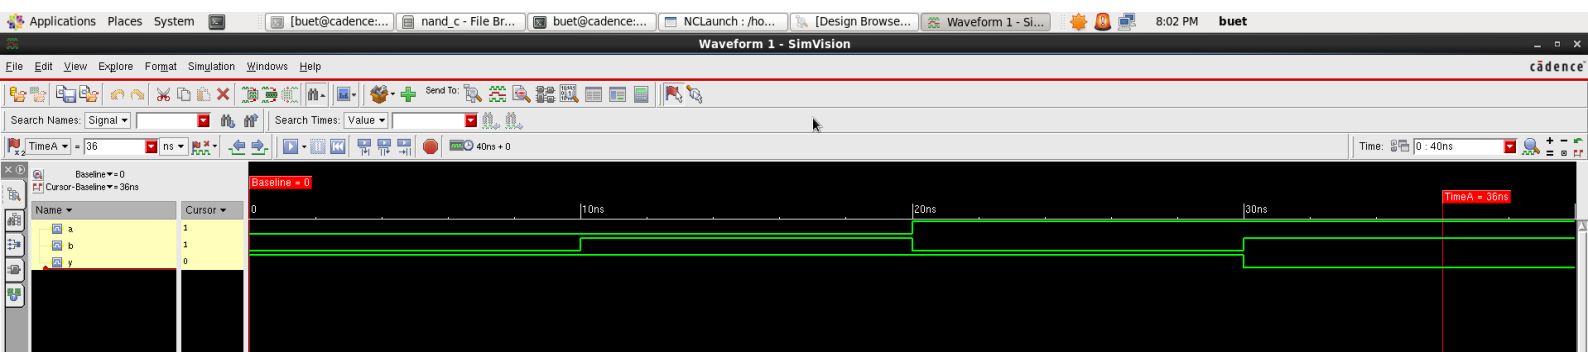 Applications Places System [buet@cadence:... nand_c - File Br... buet@cadence:... NCLaunch : /ho... [Design Browse... Waveform 1 - Si... 8:02 PM buet
Waveform 1 - SimVision
File Edit View Explore Format Simulation Windows Help cādence
Send To:
Search Names: Signal Search Times: Value
TimeA = 36 ns 40ns + 0 Time: 0 : 40ns
Baseline = 0
Cursor-Baseline = 36ns
Baseline = 0
TimeA = 36ns
Name Cursor 0 10ns 20ns 30ns
a 1
b 1
y 0